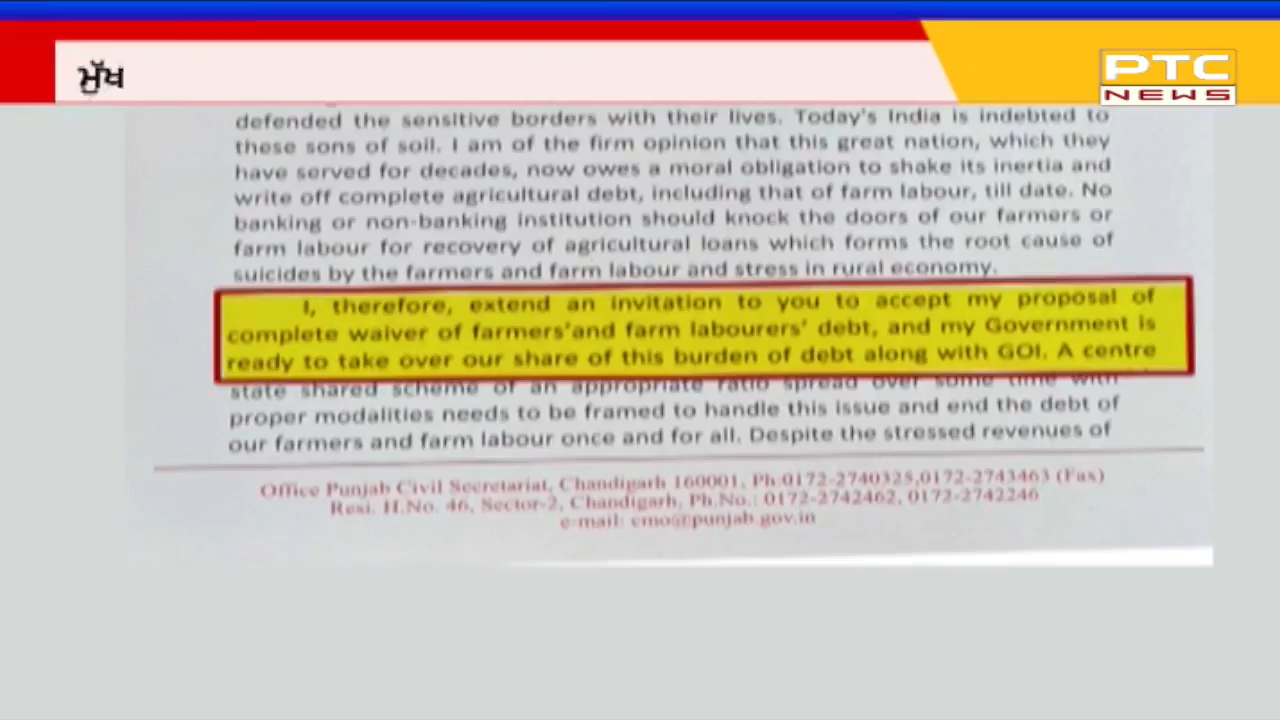 ਮੁੱਖ
PTC
NEWS
defended the sensitive borders with their lives. Today's India is indebted to
these sons of soil. I am of the firm opinion that this great nation, which they
have served for decades, now owes a moral obligation to shake its inertia and
write off complete agricultural debt, including that of farm labour, till date. No
banking or non-banking institution should knock the doors of our farmers or
farm labour for recovery of agricultural loans which forms the root cause of
suicides by the farmers and farm labour and stress in rural economy.
I, therefore, extend an invitation to you to accept my proposal of
complete waiver of farmers'and farm labourers' debt, and my Government is
ready to take over our share of this burden of debt along with GOI. A centre
state shared scheme of an appropriate ratio spread over some time with
proper modalities needs to be framed to handle this issue and end the debt of
our farmers and farm labour once and for all. Despite the stressed revenues of
Office Punjab Civil Secretariat, Chandigarh 160001, Ph:0172-2740325,0172-2743463 (Fax)
Resi. H.No. 46, Sector-2, Chandigarh, Ph.No.: 0172-2742462, 0172-2742246
e-mail: cmo@punjab.gov.in